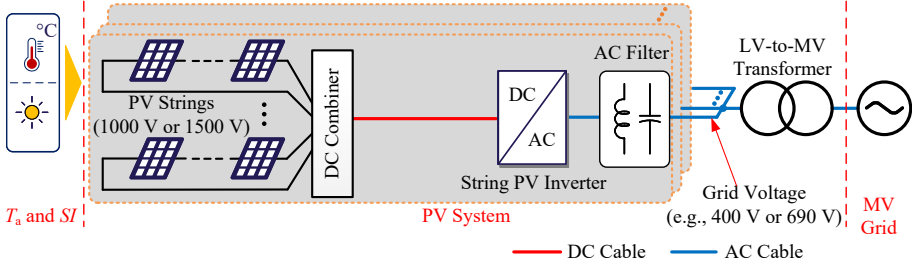 °C
PV Strings
(1000 V or 1500 V)
DC Combiner
DC
AC
String PV Inverter
AC Filter
LV-to-MV
Transformer
Grid Voltage
(e.g., 400 V or 690 V)
Ta and SI
PV System
MV
Grid
DC Cable
AC Cable